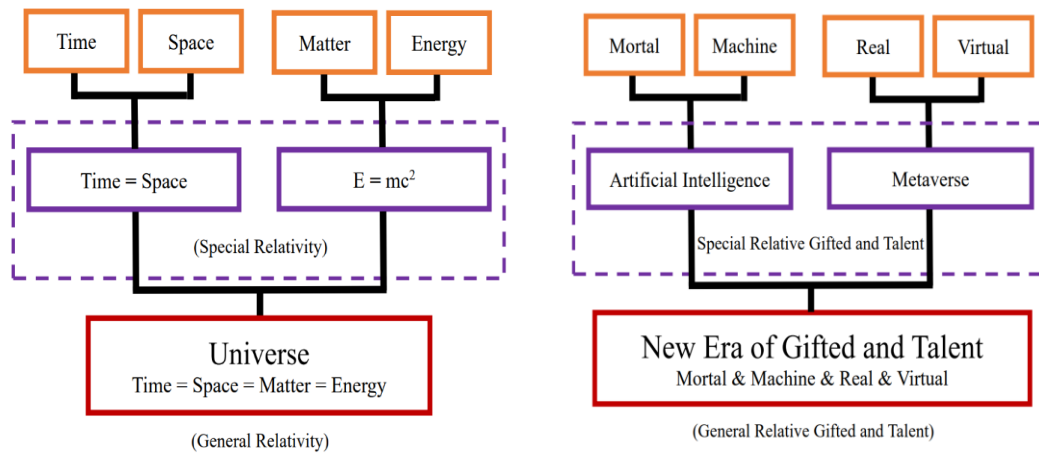 Time
Space
Matter
Energy
Time = Space
E = mc²
(Special Relativity)
Universe
Time = Space = Matter = Energy
(General Relativity)
Mortal
Machine
Real
Virtual
Artificial Intelligence
Metaverse
Special Relative Gifted and Talent
New Era of Gifted and Talent
Mortal & Machine & Real & Virtual
(General Relative Gifted and Talent)